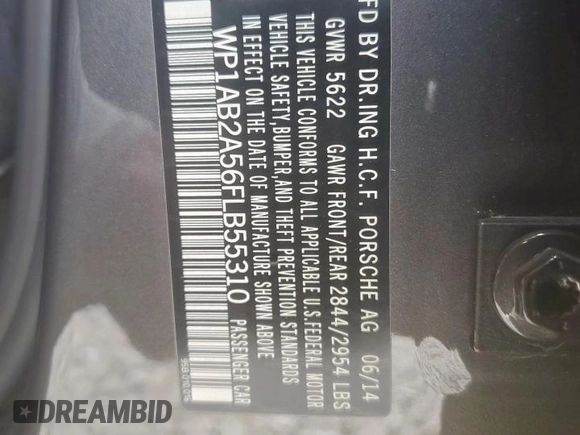 MFD BY DR.ING H.C.F. PORSCHE AG 06/14
GVWR 5622 GAWR FRONT/REAR 2844/2954 LBS
THIS VEHICLE CONFORMS TO ALL APPLICABLE U.S.FEDERAL MOTOR
VEHICLE SAFETY,BUMPER,AND THEFT PREVENTION STANDARDS
IN EFFECT ON THE DATE OF MANUFACTURE SHOWN ABOVE
WP1AB2A56FLB55310 PASSENGER CAR
DREAMBID